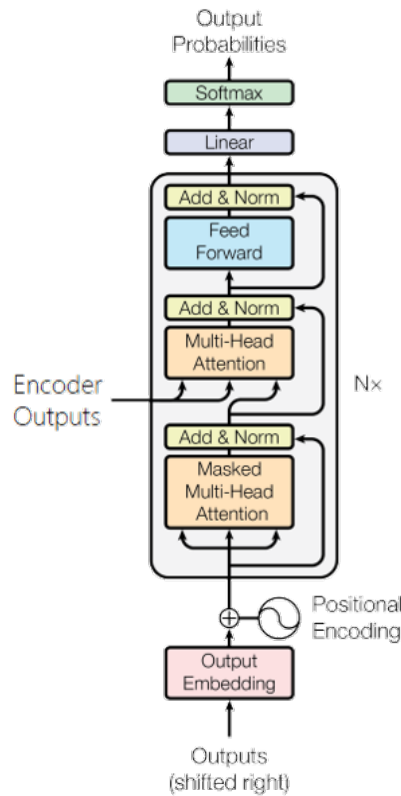 Output
Probabilities
Softmax
Linear
Add & Norm
Feed
Forward
Add & Norm
Multi-Head
Attention
Encoder
Outputs
N×
Add & Norm
Masked
Multi-Head
Attention
Positional
Encoding
Output
Embedding
Outputs
(shifted right)